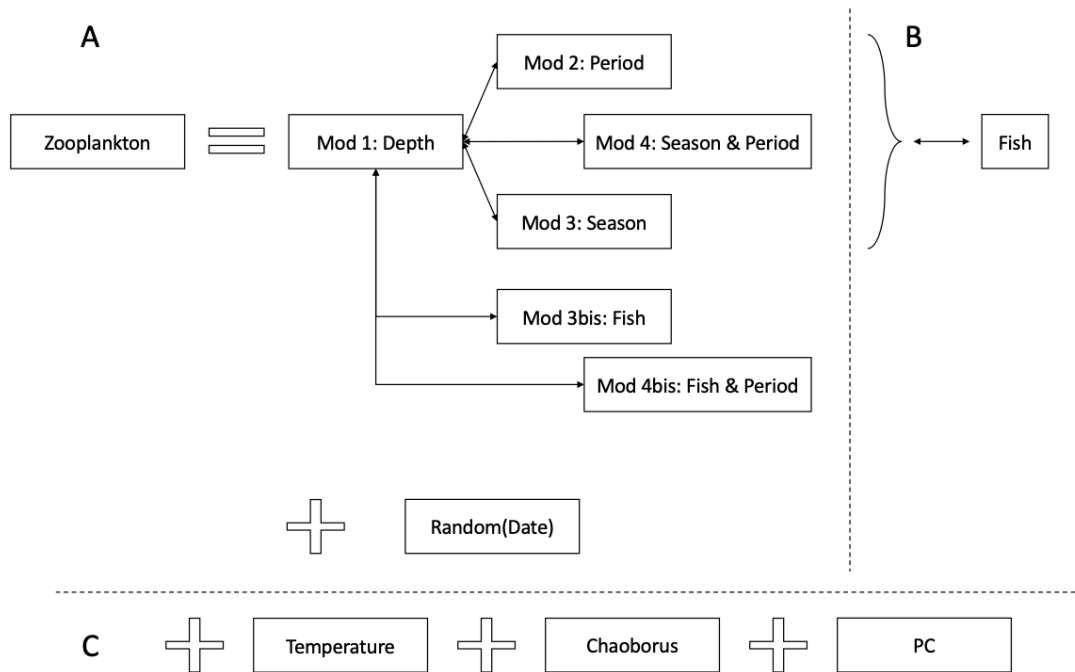 A
B
Mod 2: Period
Zooplankton
Mod 1: Depth
Mod 4: Season & Period
Fish
Mod 3: Season
Mod 3bis: Fish
Mod 4bis: Fish & Period
Random(Date)
C
Temperature
Chaoborus
PC